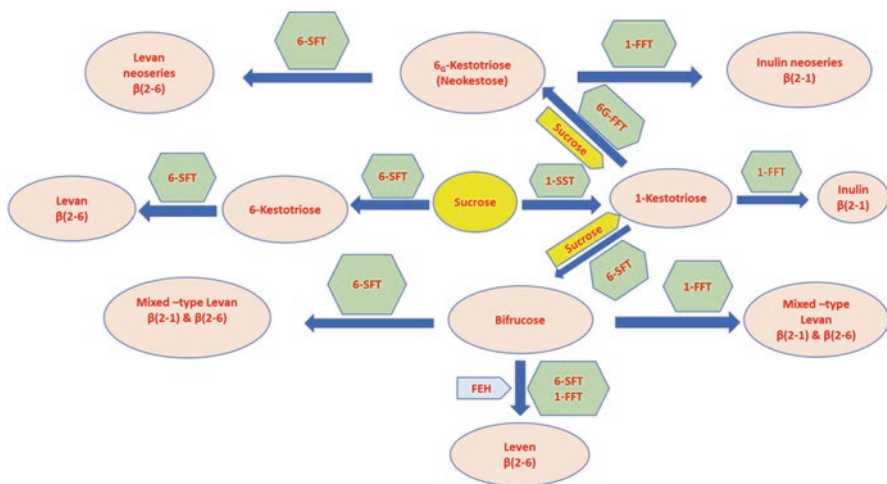 Levan
neoseries
β(2-6)
6-SFT
6G-Kestotriose
(Neokestose)
1-FFT
Inulin neoseries
β(2-1)
6G-FFT
Sucrose
Levan
β(2-6)
6-SFT
6-Kestotriose
6-SFT
Sucrose
1-SST
1-Kestotriose
1-FFT
Inulin
β(2-1)
Sucrose
6-SFT
Mixed –type Levan
β(2-1) & β(2-6)
6-SFT
Bifrucose
1-FFT
Mixed –type
Levan
β(2-1) & β(2-6)
FEH
6-SFT
1-FFT
Leven
β(2-6)